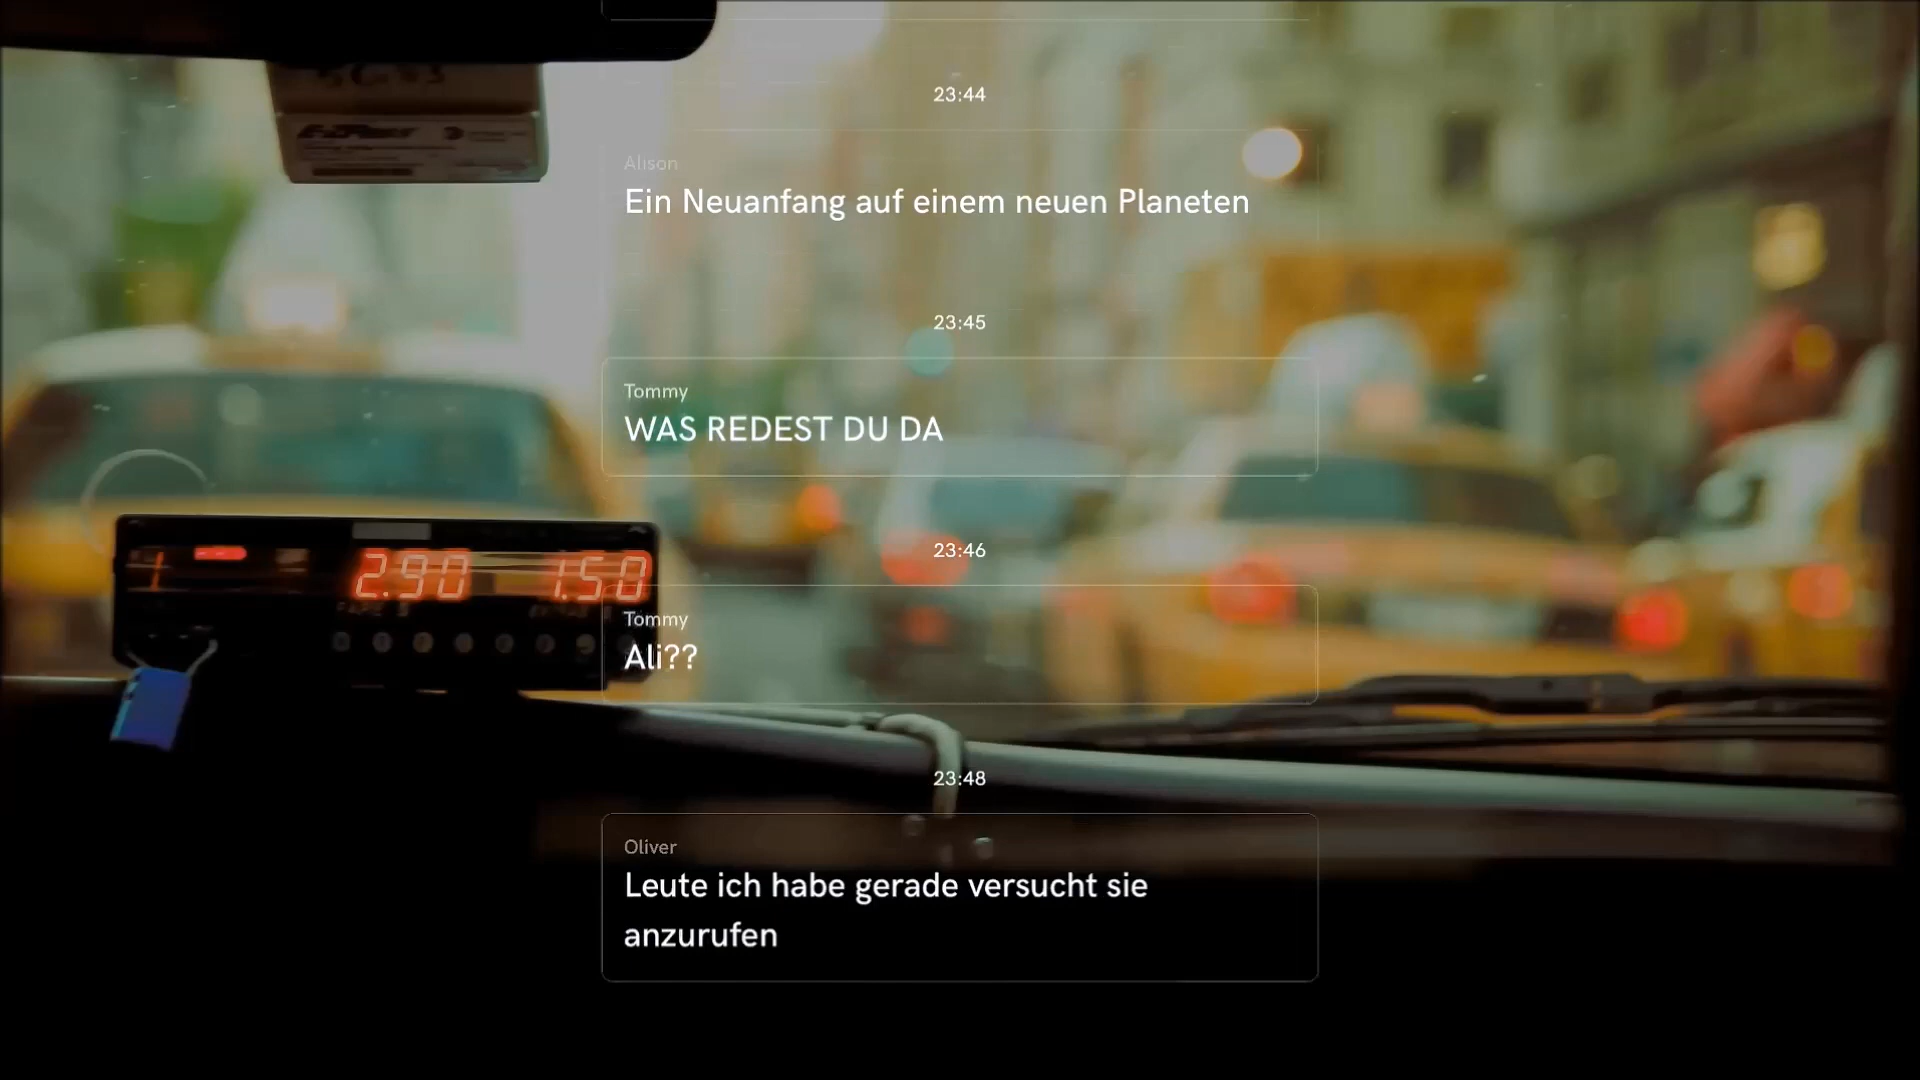 23:44
Alison
Ein Neuanfang auf einem neuen Planeten
23:45
Tommy
WAS REDEST DU DA
23:46
2.90 1.50
Tommy
Ali??
23:48
Oliver
Leute ich habe gerade versucht sie
anzurufen